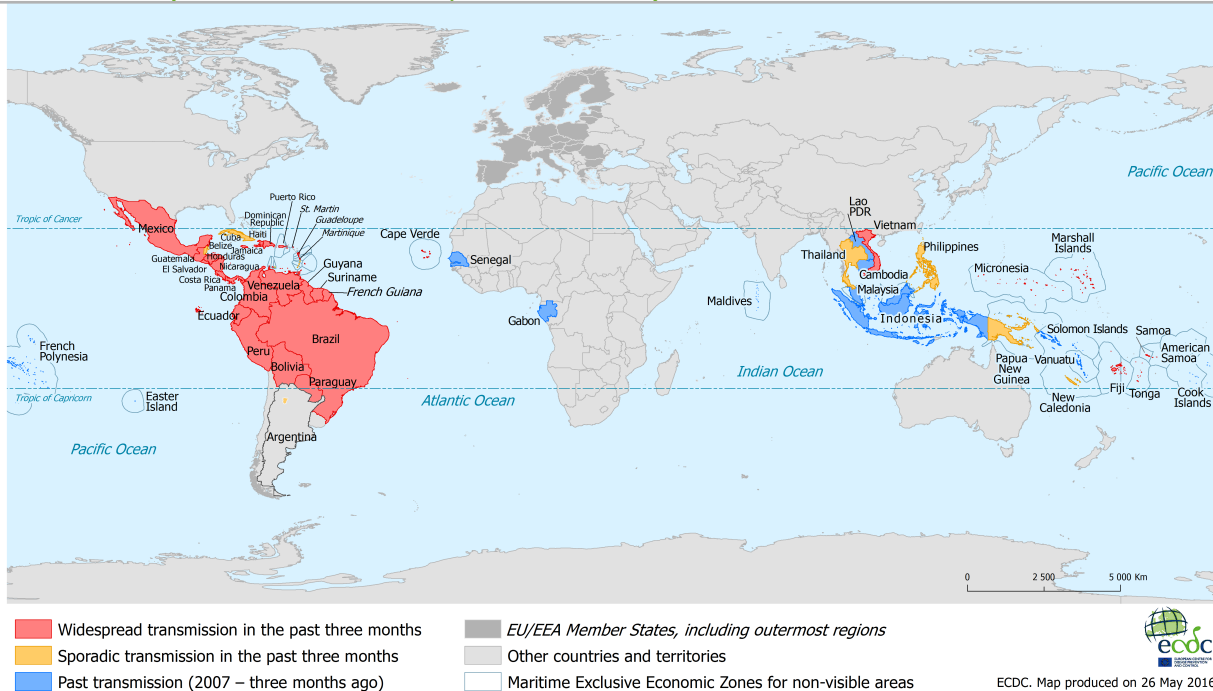 Pacific Ocean
Tropic of Cancer
Mexico
Puerto Rico
St. Martin
Dominican
Republic
Guadeloupe
Martinique
Cuba
Haiti
Belize
Jamaica
Honduras
Guatemala
El Salvador
Nicaragua
Costa Rica
Panama
Cape Verde
Senegal
Guyana
Suriname
French Guiana
Venezuela
Colombia
Ecuador
Gabon
Brazil
Peru
Bolivia
Paraguay
Argentina
French
Polynesia
Tropic of Capricorn
Easter
Island
Atlantic Ocean
Pacific Ocean
Lao
PDR
Vietnam
Thailand
Philippines
Cambodia
Malaysia
Marshall
Islands
Micronesia
Maldives
Indonesia
Solomon Islands
Samoa
American
Samoa
Papua
New
Guinea
Vanuatu
Indian Ocean
New
Caledonia
Fiji
Tonga
Cook
Islands
0 2 500 5 000 Km
Widespread transmission in the past three months
Sporadic transmission in the past three months
Past transmission (2007 – three months ago)
EU/EEA Member States, including outermost regions
Other countries and territories
Maritime Exclusive Economic Zones for non-visible areas
ecdc
EUROPEAN CENTRE FOR
DISEASE PREVENTION
AND CONTROL
ECDC. Map produced on 26 May 2016